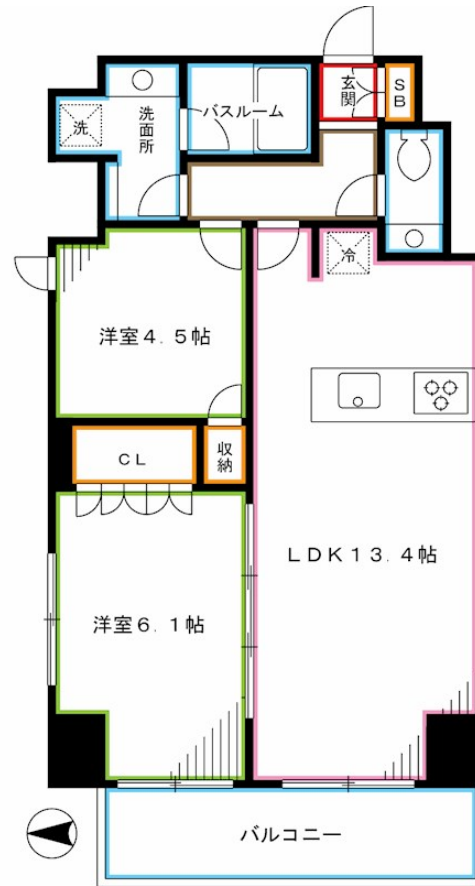 玄関
SB
洗
洗面所
バスルーム
冷
洋室4.5帖
CL
収納
LDK13.4帖
洋室6.1帖
バルコニー